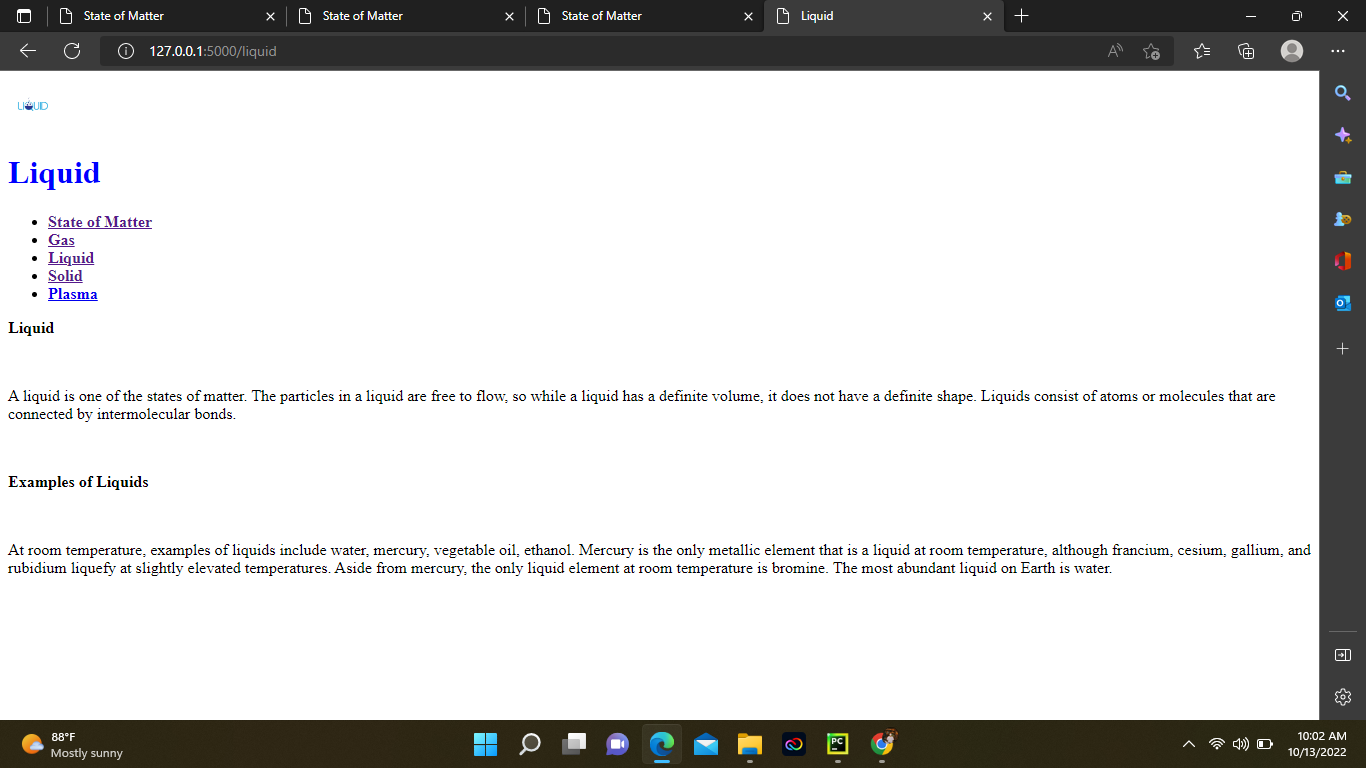 State of Matter
State of Matter
State of Matter
Liquid
127.0.0.1:5000/liquid
LIQUID
Liquid
State of Matter
Gas
Liquid
Solid
Plasma
Liquid
A liquid is one of the states of matter. The particles in a liquid are free to flow, so while a liquid has a definite volume, it does not have a definite shape. Liquids consist of atoms or molecules that are
connected by intermolecular bonds.
Examples of Liquids
At room temperature, examples of liquids include water, mercury, vegetable oil, ethanol. Mercury is the only metallic element that is a liquid at room temperature, although francium, cesium, gallium, and
rubidium liquefy at slightly elevated temperatures. Aside from mercury, the only liquid element at room temperature is bromine. The most abundant liquid on Earth is water.
88°F
Mostly sunny
PC
10:02 AM
10/13/2022